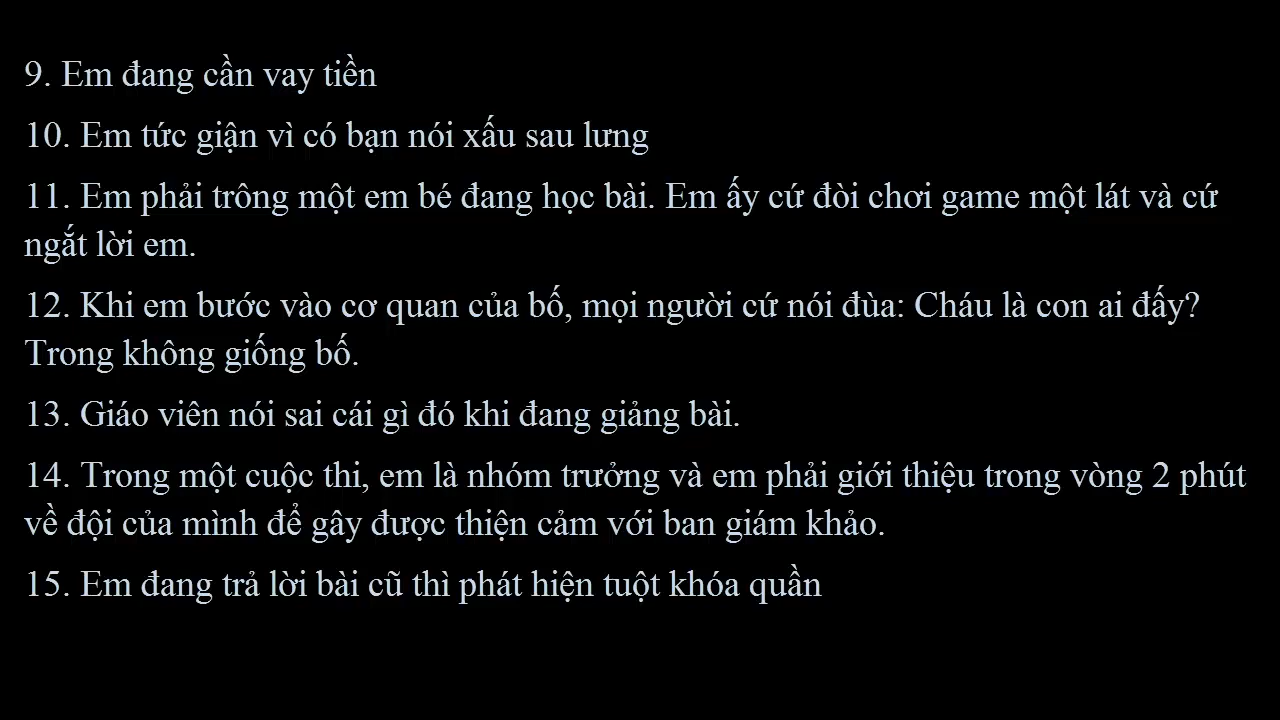 9. Em đang cần vay tiền
10. Em tức giận vì có bạn nói xấu sau lưng
11. Em phải trông một em bé đang học bài. Em ấy cứ đòi chơi game một lát và cứ
ngắt lời em.
12. Khi em bước vào cơ quan của bố, mọi người cứ nói đùa: Cháu là con ai đấy?
Trong không giống bố.
13. Giáo viên nói sai cái gì đó khi đang giảng bài.
14. Trong một cuộc thi, em là nhóm trưởng và em phải giới thiệu trong vòng 2 phút
về đội của mình để gây được thiện cảm với ban giám khảo.
15. Em đang trả lời bài cũ thì phát hiện tuột khóa quần